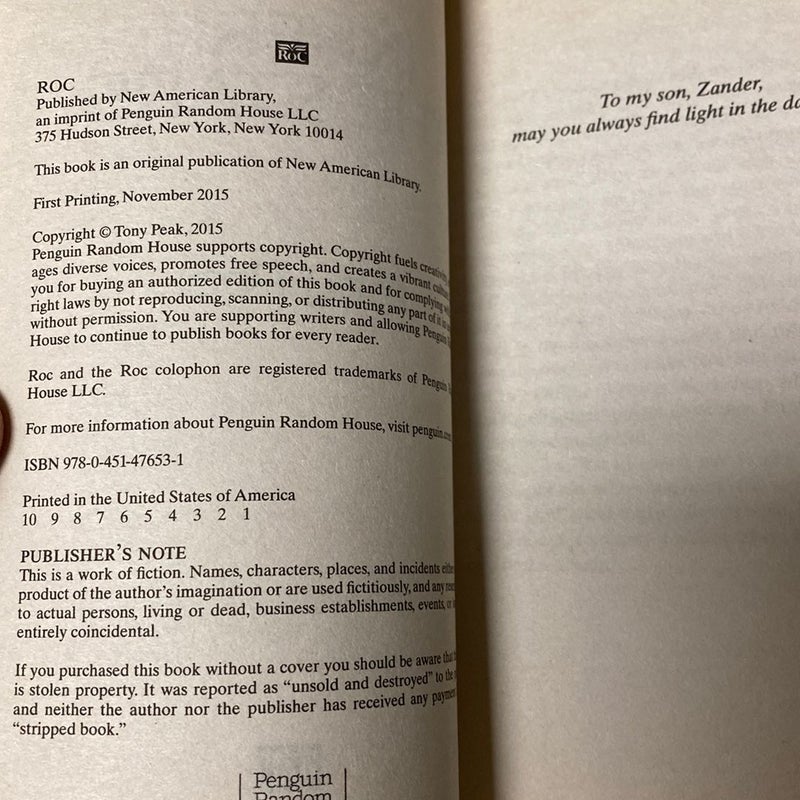 ROC
ROC
Published by New American Library,
an imprint of Penguin Random House LLC
375 Hudson Street, New York, New York 10014
This book is an original publication of New American Library.
First Printing, November 2015
Copyright © Tony Peak, 2015
Penguin Random House supports copyright. Copyright fuels
ages diverse voices, promotes free speech, and creates a vibrant
you for buying an authorized edition of this book and for complying
right laws by not reproducing, scanning, or distributing any part of it in
without permission. You are supporting writers and allowing Penguin
House to continue to publish books for every reader.
Roc and the Roc colophon are registered trademarks of Penguin
House LLC.
For more information about Penguin Random House, visit
ISBN 978-0-451-47653-1
Printed in the United States of America
10 9 8 7 6 5 4 3 2 1
PUBLISHER'S NOTE
This is a work of fiction. Names, characters, places, and incidents
product of the author's imagination or are used fictitiously, and any
to actual persons, living or dead, business establishments, events,
entirely coincidental.
If you purchased this book without a cover you should be aware
is stolen property. It was reported as “unsold and destroyed” to the
and neither the author nor the publisher has received any
“stripped book.”
Penguin
Random
To my son, Zander,
may you always find light in the